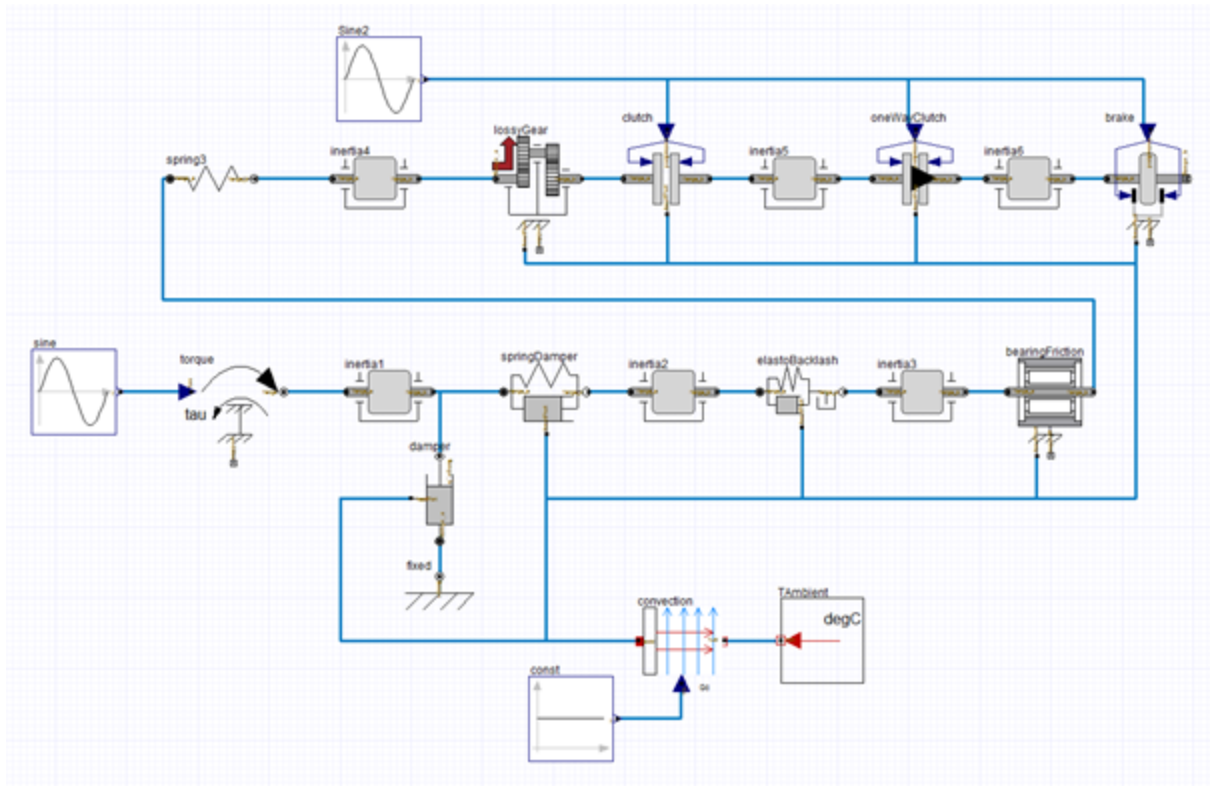 Sine2
clutch
oneWayClutch
brake
lossyGear
spring3
inertia4
inertia5
inertia6
sine
torque
inertia1
springDamper
inertia2
elastoBacklash
inertia3
bearingFriction
tau
damper
fixed
convection
TAmbient
degC
const